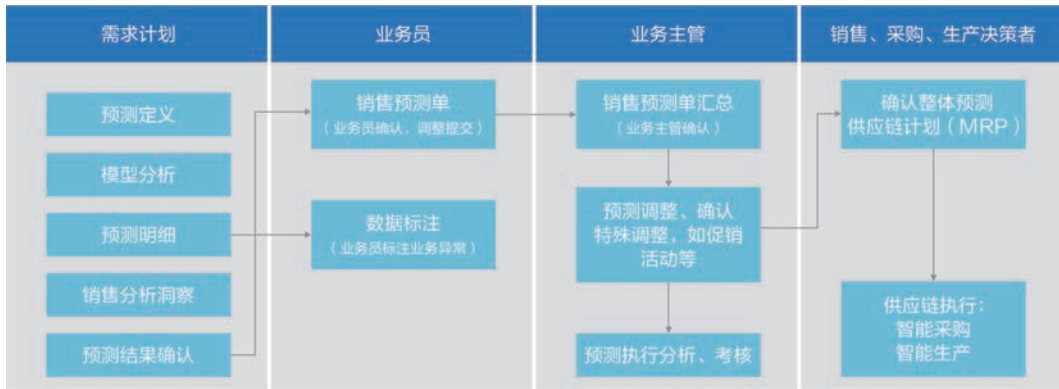 需求计划
业务员
业务主管
销售、采购、生产决策者
预测定义
模型分析
预测明细
销售分析洞察
预测结果确认
销售预测单
（业务员确认，调整提交）
数据标注
（业务员标注业务异常）
销售预测单汇总
（业务主管确认）
预测调整、确认
特殊调整，如促销
活动等
预测执行分析、考核
确认整体预测
供应链计划（MRP）
供应链执行：
智能采购
智能生产